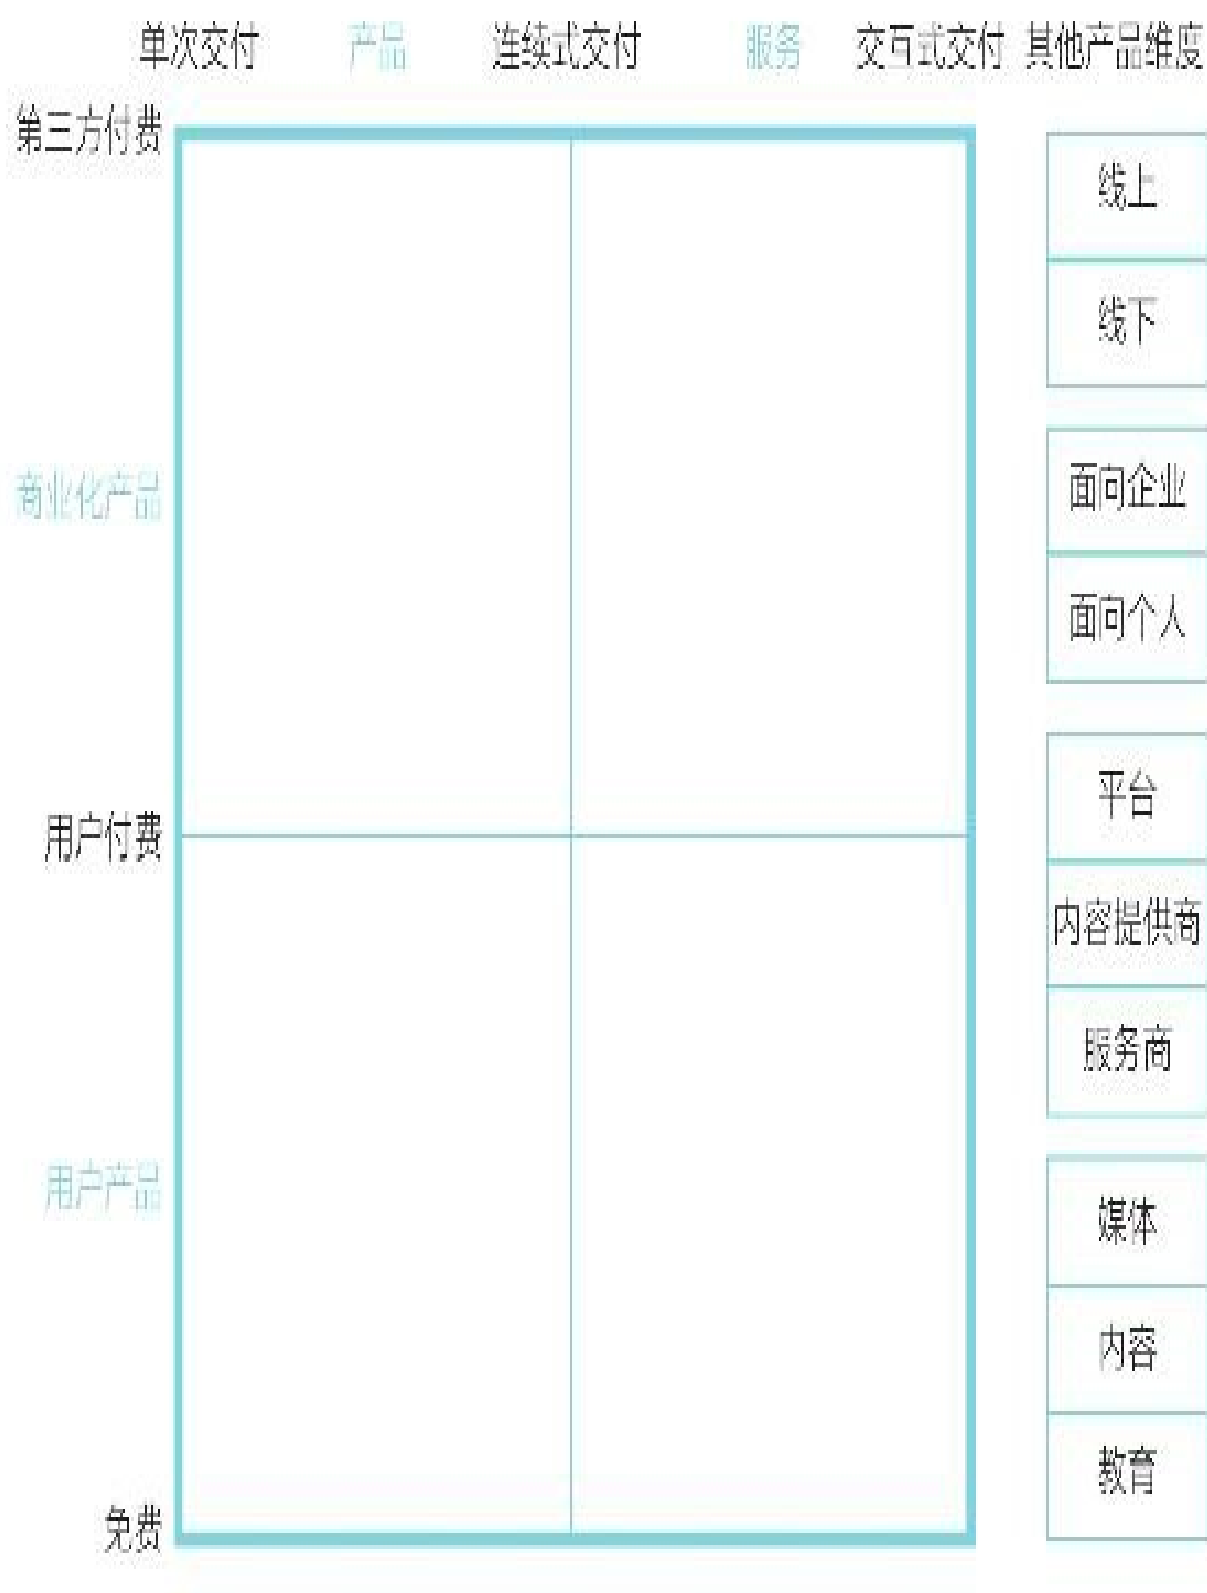 单次交付 产品 连续式交付 服务 交互式交付 其他产品维度
第三方付费
线上
线下
商业化产品
面向企业
面向个人
用户付费
平台
内容提供商
服务商
用户产品
媒体
内容
教育
免费